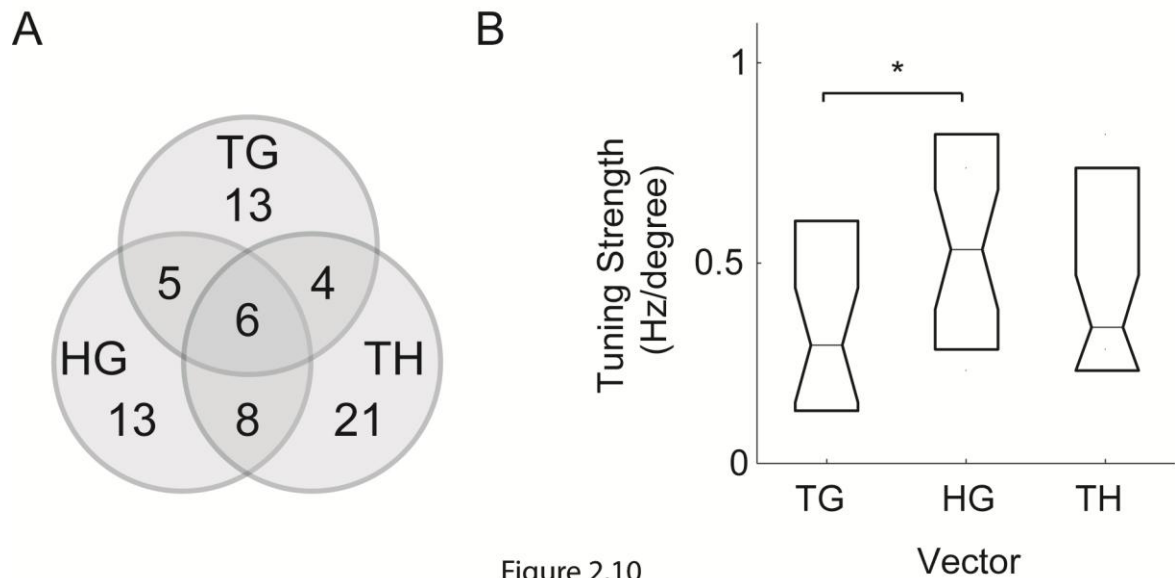 A
TG
13
5
4
6
HG
TH
13
8
21
B
Tuning Strength
(Hz/degree)
1
0.5
0
*
TG HG TH
Vector
Figure 2.10